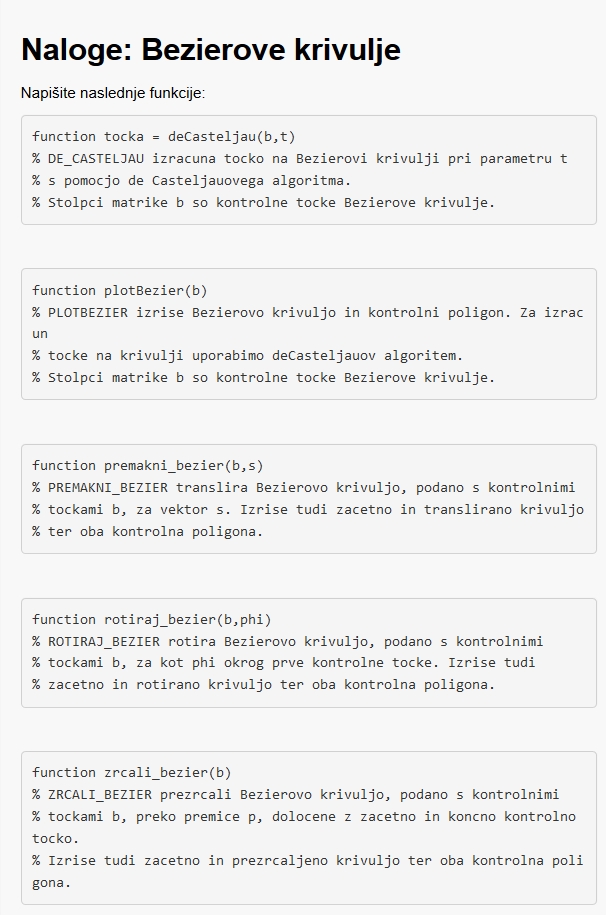 Naloge: Bezierove krivulje
Napišite naslednje funkcije:
function tocka = deCasteljau(b,t)
% DE_CASTELJAU izracuna tocko na Bezierovi krivulji pri parametru t
% s pomocjo de Casteljauovega algoritma.
% Stolpci matrike b so kontrolne tocke Bezierove krivulje.
function plotBezier(b)
% PLOTBEZIER izrise Bezierovo krivuljo in kontrolni poligon. Za izrac
un
% tocke na krivulji uporabimo deCasteljauov algoritem.
% Stolpci matrike b so kontrolne tocke Bezierove krivulje.
function premakni_bezier(b,s)
% PREMAKNI_BEZIER translira Bezierovo krivuljo, podano s kontrolnimi
% tockami b, za vektor s. Izrise tudi zacetno in translirano krivuljo
% ter oba kontrolna poligona.
function rotiraj_bezier(b,phi)
% ROTIRAJ_BEZIER rotira Bezierovo krivuljo, podano s kontrolnimi
% tockami b, za kot phi okrog prve kontrolne tocke. Izrise tudi
% zacetno in rotirano krivuljo ter oba kontrolna poligona.
function zrcali_bezier(b)
% ZRCALI_BEZIER prezrcali Bezierovo krivuljo, podano s kontrolnimi
% tockami b, preko premice p, dolocene z zacetno in koncno kontrolno
tocko.
% Izrise tudi zacetno in prezrcaljeno krivuljo ter oba kontrolna poli
gona.